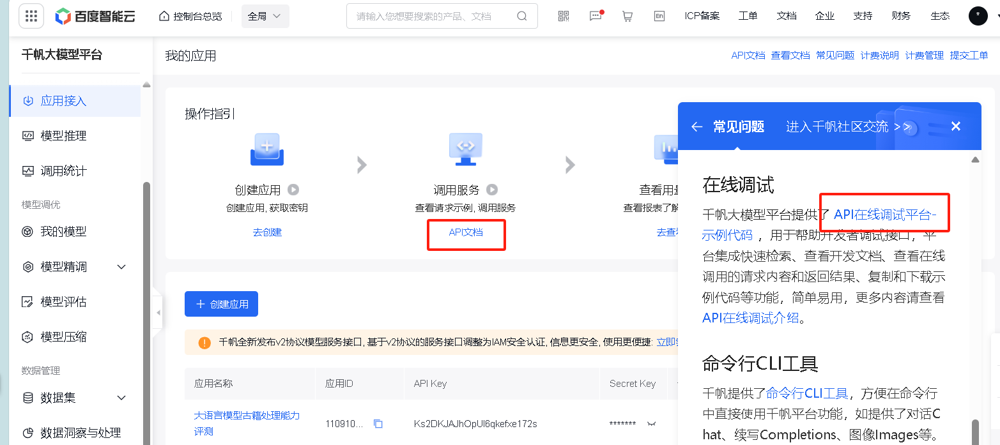 百度智能云
控制台总览
全局
请输入您想要搜索的产品、文档
En
ICP备案
工单
文档
企业
支持
财务
生态
千帆大模型平台
应用接入
模型推理
调用统计
模型调优
我的模型
模型精调
模型评估
模型压缩
数据管理
数据集
数据洞察与处理
我的应用
API文档 查看文档 常见问题 计费说明 计费管理 提交工单
操作指引
创建应用
创建应用, 获取密钥
去创建
调用服务
查看请求示例, 调用服务
API文档
查看用
查看报表了解
去查
创建应用
千帆全新发布v2协议模型服务接口, 基于v2协议的服务接口调整为IAM安全认证, 信息更安全, 使用更便捷: 立即
应用名称 应用ID API Key Secret Key
大语言模型古籍处理能力
评测
110910... Ks2DKJAJhOpUl6qkefxe172s *******
常见问题 进入千帆社区交流 >>
在线调试
千帆大模型平台提供了 API在线调试平台-
示例代码 ，用于帮助开发者调试接口，平
台集成快速检索、查看开发文档、查看在线
调用的请求内容和返回结果、复制和下载示
例代码等功能，简单易用，更多内容请查看
API在线调试介绍。
命令行CLI工具
千帆提供了命令行CLI工具，方便在命令行
中直接使用千帆平台功能，如提供了对话C
hat、续写Completions、图像Images等。